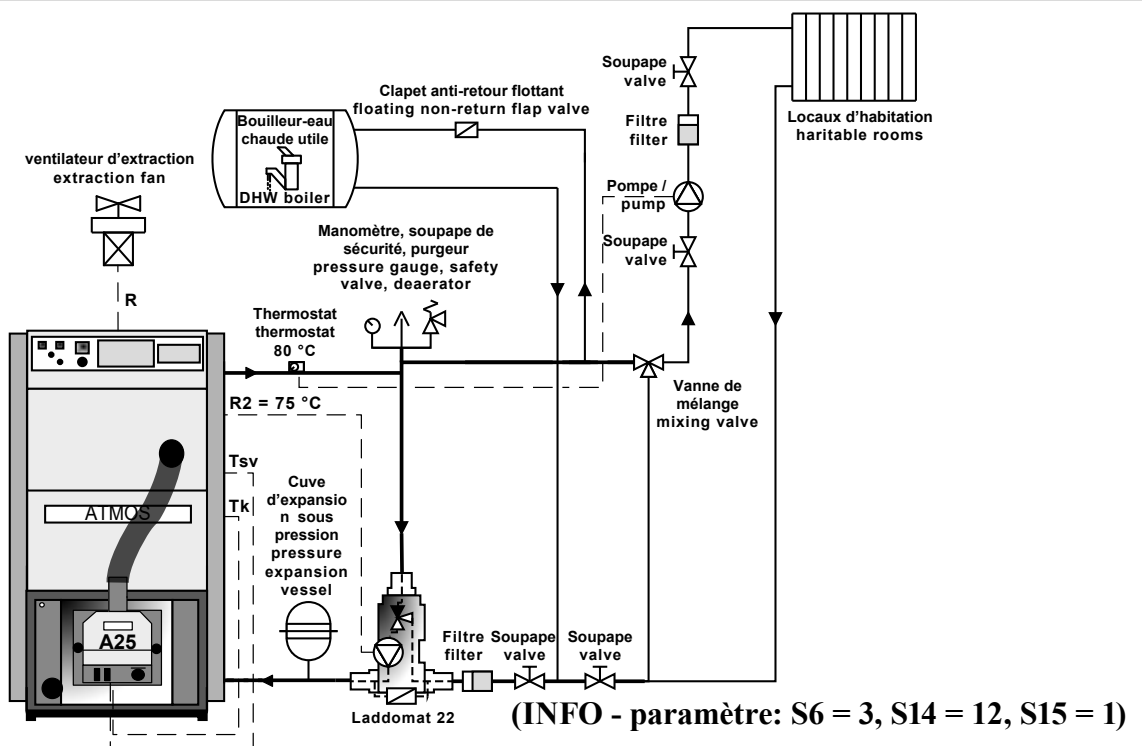 Soupape
valve
Clapet anti-retour flottant
floating non-return flap valve
Bouilleur-eau
chaude utile
DHW boiler
Filtre
filter
Locaux d'habitation
haritable rooms
ventilateur d'extraction
extraction fan
Pompe /
pump
Manomètre, soupape de
sécurité, purgeur
pressure gauge, safety
valve, deaerator
Soupape
valve
R
Thermostat
thermostat
80 °C
Vanne de
mélange
mixing valve
R2 = 75 °C
Tsv
Tk
ATMOS
Cuve
d'expansio
n sous
pression
pressure
expansion
vessel
A25
Filtre
filter
Soupape
valve
Soupape
valve
Laddomat 22
(INFO - paramètre: S6 = 3, S14 = 12, S15 = 1)